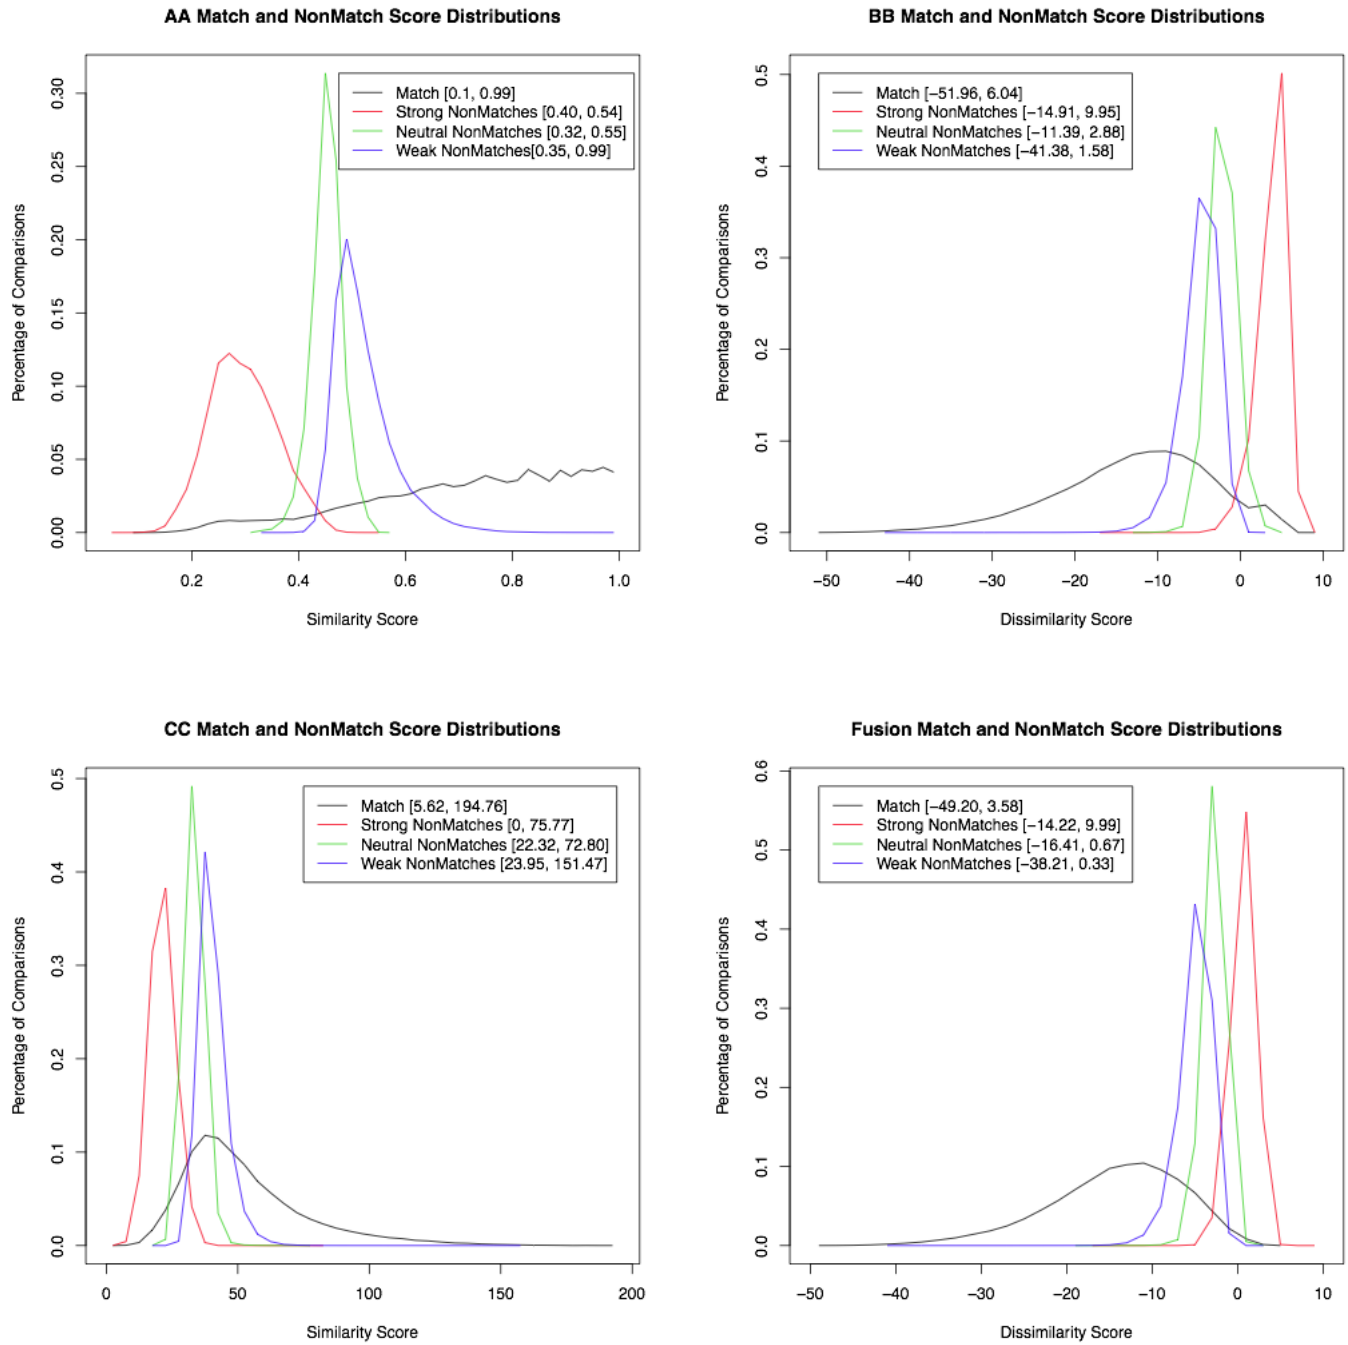 AA Match and NonMatch Score Distributions
Percentage of Comparisons
0.30
0.25
0.20
0.15
0.10
0.05
0.00
Match [0.1, 0.99]
Strong NonMatches [0.40, 0.54]
Neutral NonMatches [0.32, 0.55]
Weak NonMatches[0.35, 0.99]
0.2 0.4 0.6 0.8 1.0
Similarity Score
BB Match and NonMatch Score Distributions
Percentage of Comparisons
0.5
0.4
0.3
0.2
0.1
0.0
Match [−51.96, 6.04]
Strong NonMatches [−14.91, 9.95]
Neutral NonMatches [−11.39, 2.88]
Weak NonMatches [−41.38, 1.58]
−50 −40 −30 −20 −10 0 10
Dissimilarity Score
CC Match and NonMatch Score Distributions
Percentage of Comparisons
0.5
0.4
0.3
0.2
0.1
0.0
Match [5.62, 194.76]
Strong NonMatches [0, 75.77]
Neutral NonMatches [22.32, 72.80]
Weak NonMatches [23.95, 151.47]
0 50 100 150 200
Similarity Score
Fusion Match and NonMatch Score Distributions
Percentage of Comparisons
0.6
0.5
0.4
0.3
0.2
0.1
0.0
Match [−49.20, 3.58]
Strong NonMatches [−14.22, 9.99]
Neutral NonMatches [−16.41, 0.67]
Weak NonMatches [−38.21, 0.33]
−50 −40 −30 −20 −10 0 10
Dissimilarity Score